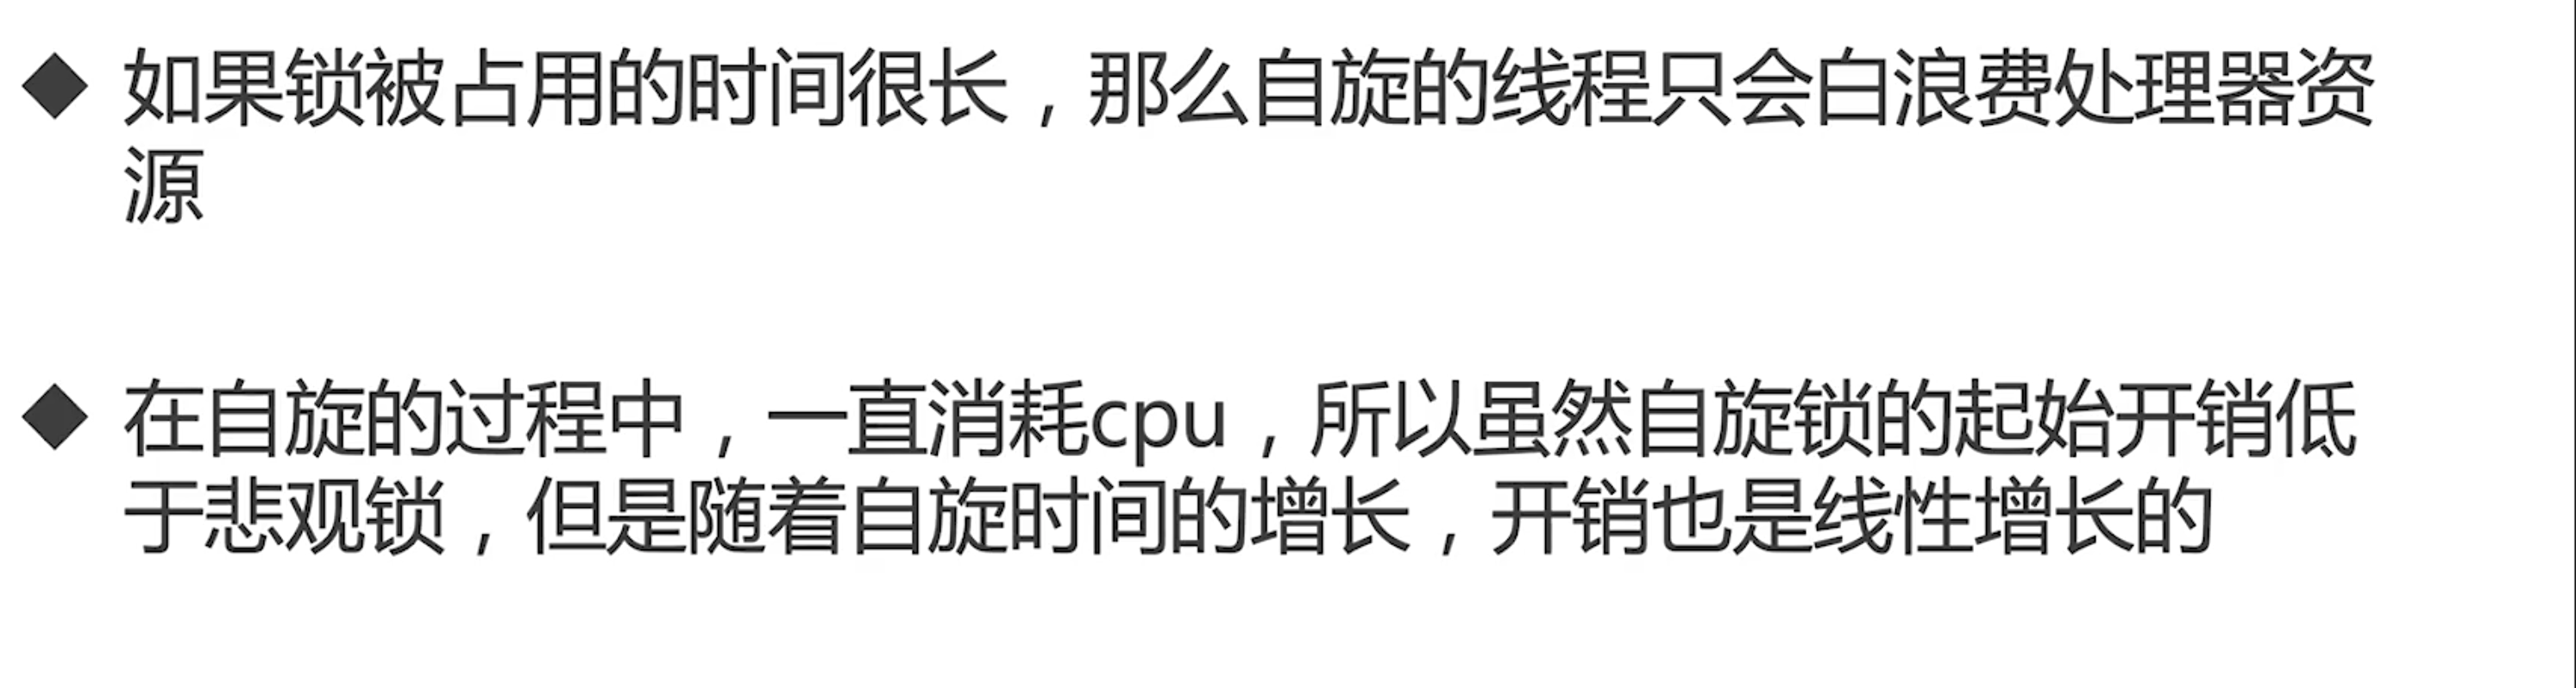 ◆ 如果锁被占用的时间很长，那么自旋的线程只会白浪费处理器资
源
◆ 在自旋的过程中，一直消耗cpu，所以虽然自旋锁的起始开销低
于悲观锁，但是随着自旋时间的增长，开销也是线性增长的